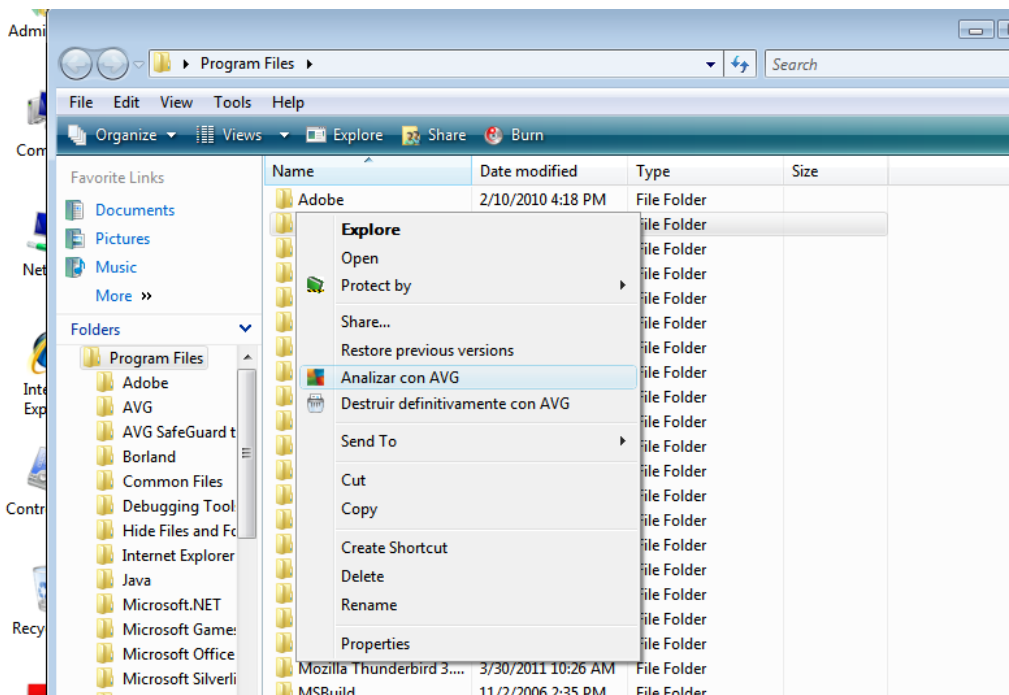 Admi
Program Files
Search
File Edit View Tools Help
Organize Views Explore Share Burn
Com
Favorite Links
Name Date modified Type Size
Documents
Adobe 2/10/2010 4:18 PM File Folder
Pictures
File Folder
Music
File Folder
Net
More »
File Folder
Folders
File Folder
Program Files
File Folder
Adobe
File Folder
Inte
Exp
AVG
File Folder
AVG SafeGuard t
File Folder
Borland
File Folder
Common Files
File Folder
Contr
Debugging Tool
File Folder
Hide Files and Fo
File Folder
Internet Explorer
File Folder
Java
File Folder
Microsoft.NET
File Folder
Recy
Microsoft Games
File Folder
Microsoft Office
File Folder
Microsoft Silverli
File Folder
Explore
Open
Protect by
Share...
Restore previous versions
Analizar con AVG
Destruir definitivamente con AVG
Send To
Cut
Copy
Create Shortcut
Delete
Rename
Properties
Mozilla Thunderbird 3.... 3/30/2011 10:26 AM File Folder
MSBuild 11/2/2006 2:35 PM File Folder